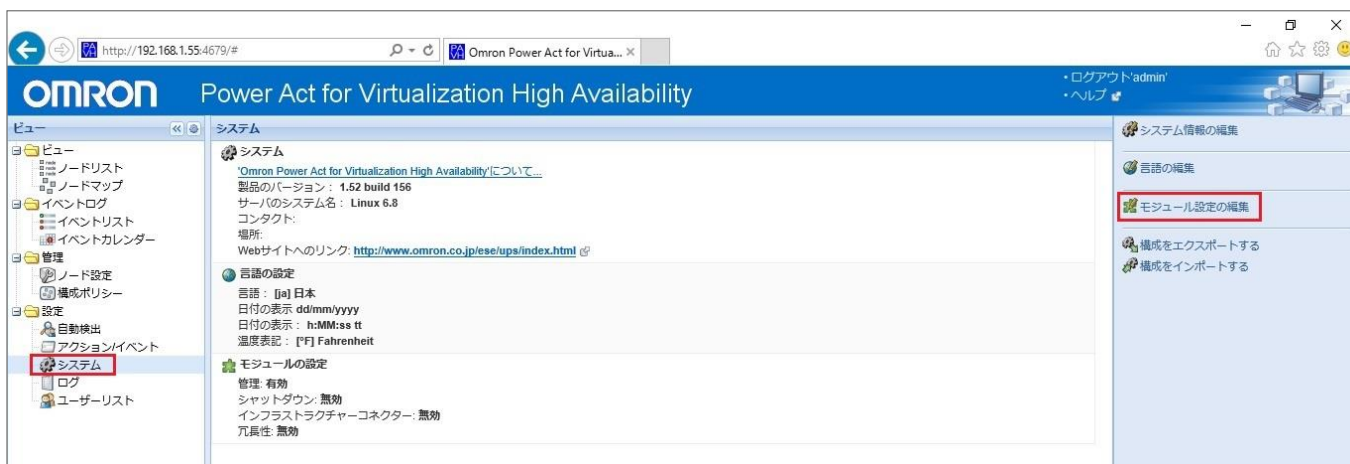 http://192.168.1.55:4679/#
Omron Power Act for Virtua...
OMRON
Power Act for Virtualization High Availability
・ログアウト'admin'
・ヘルプ
ビュー
ビュー
ノードリスト
ノードマップ
イベントログ
イベントリスト
イベントカレンダー
管理
ノード設定
構成ポリシー
設定
自動検出
アクション/イベント
システム
ログ
ユーザーリスト
システム
システム
'Omron Power Act for Virtualization High Availability'について...
製品のバージョン： 1.52 build 156
サーバのシステム名： Linux 6.8
コンタクト:
場所:
Webサイトへのリンク: http://www.omron.co.jp/ese/ups/index.html
言語の設定
言語： [ja] 日本
日付の表示 dd/mm/yyyy
日付の表示： h:MM:ss tt
温度表記： [°F] Fahrenheit
モジュールの設定
管理: 有効
シャットダウン: 無効
インフラストラクチャーコネクター: 無効
冗長性: 無効
システム情報の編集
言語の編集
モジュール設定の編集
構成をエクスポートする
構成をインポートする